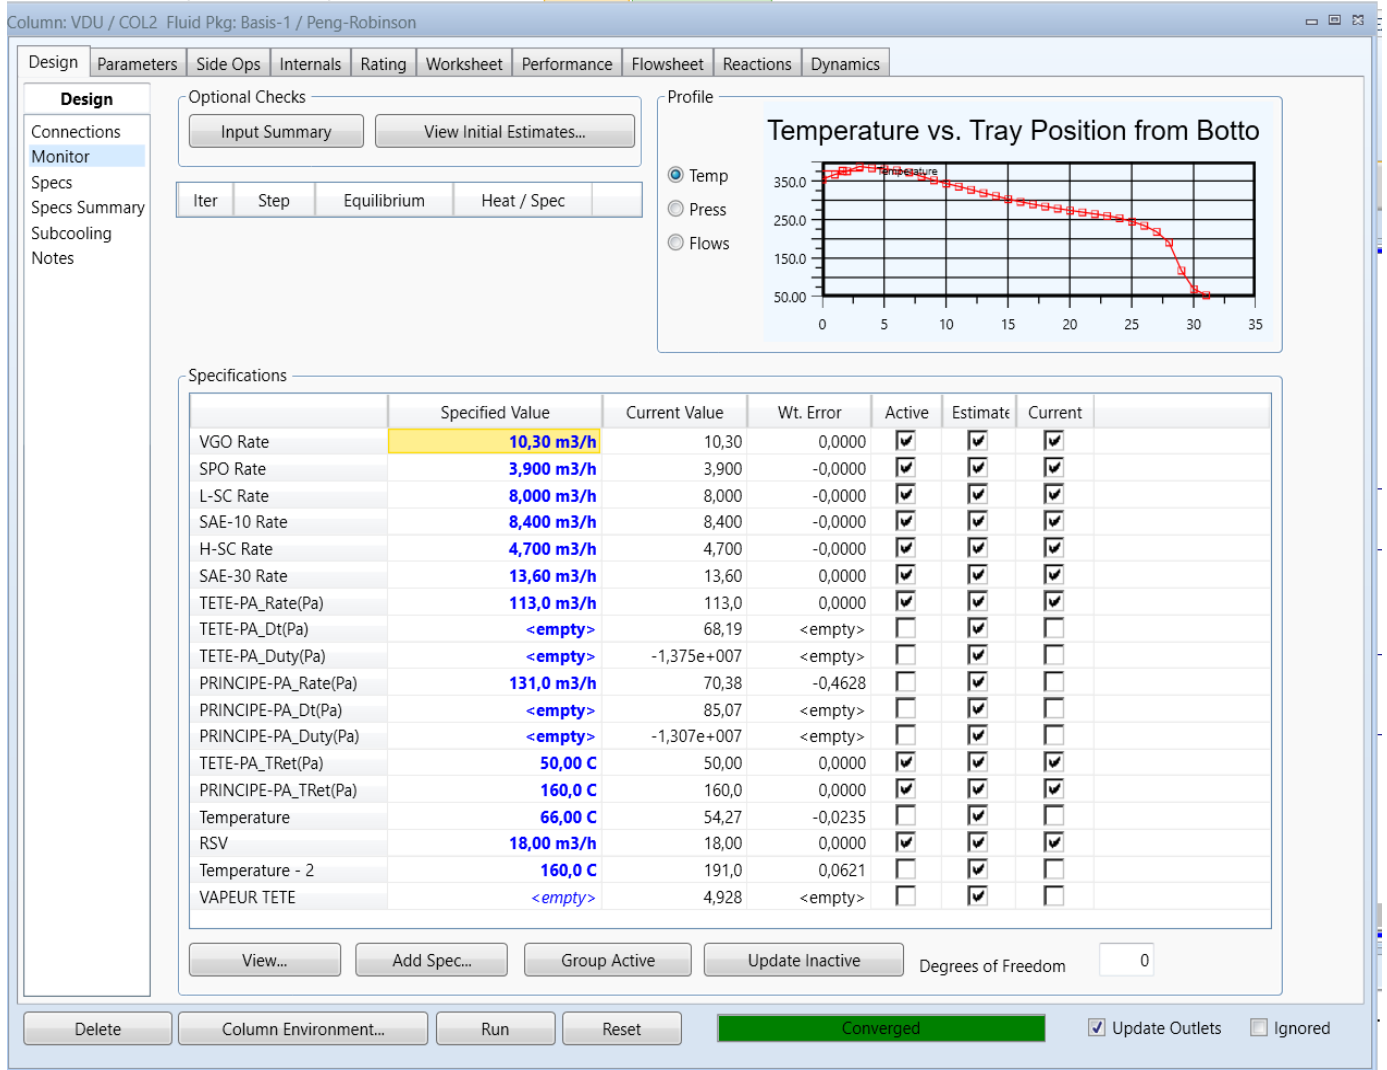 Column: VDU / COL2 Fluid Pkg: Basis-1 / Peng-Robinson
Design Parameters Side Ops Internals Rating Worksheet Performance Flowsheet Reactions Dynamics
Design
Connections
Monitor
Specs
Specs Summary
Subcooling
Notes
Optional Checks
Input Summary View Initial Estimates...
Iter Step Equilibrium Heat / Spec
Profile
Temp
Press
Flows
Temperature vs. Tray Position from Botto
Temperature
350.0
250.0
150.0
50.00
0 5 10 15 20 25 30 35
Specifications
Specified Value Current Value Wt. Error Active Estimate Current
VGO Rate 10,30 m3/h 10,30 0,0000
SPO Rate 3,900 m3/h 3,900 -0,0000
L-SC Rate 8,000 m3/h 8,000 -0,0000
SAE-10 Rate 8,400 m3/h 8,400 -0,0000
H-SC Rate 4,700 m3/h 4,700 -0,0000
SAE-30 Rate 13,60 m3/h 13,60 0,0000
TETE-PA_Rate(Pa) 113,0 m3/h 113,0 0,0000
TETE-PA_Dt(Pa) <empty> 68,19 <empty>
TETE-PA_Duty(Pa) <empty> -1,375e+007 <empty>
PRINCIPE-PA_Rate(Pa) 131,0 m3/h 70,38 -0,4628
PRINCIPE-PA_Dt(Pa) <empty> 85,07 <empty>
PRINCIPE-PA_Duty(Pa) <empty> -1,307e+007 <empty>
TETE-PA_TRet(Pa) 50,00 C 50,00 0,0000
PRINCIPE-PA_TRet(Pa) 160,0 C 160,0 0,0000
Temperature 66,00 C 54,27 -0,0235
RSV 18,00 m3/h 18,00 0,0000
Temperature - 2 160,0 C 191,0 0,0621
VAPEUR TETE <empty> 4,928 <empty>
View... Add Spec... Group Active Update Inactive Degrees of Freedom 0
Delete Column Environment... Run Reset Converged Update Outlets Ignored